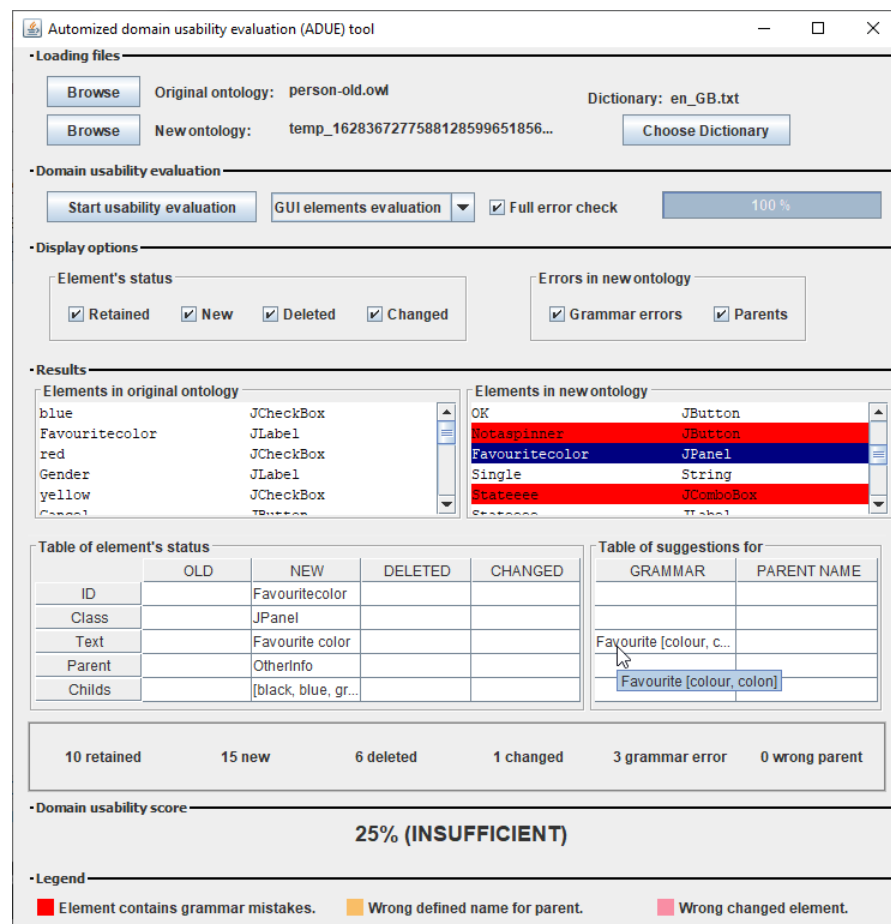 Automized domain usability evaluation (ADUE) tool
Loading files
Browse Original ontology: person-old.owl
Dictionary: en_GB.txt
Browse New ontology: temp_1628367277588128599651856... Choose Dictionary
Domain usability evaluation
Start usability evaluation GUI elements evaluation Full error check 100 %
Display options
Element's status Errors in new ontology
Retained New Deleted Changed Grammar errors Parents
Results
Elements in original ontology Elements in new ontology
blue JCheckBox OK JButton
Favouritecolor JLabel Notaspinner JButton
red JCheckBox Favouritecolor JPanel
Gender JLabel Single String
yellow JCheckBox Stateeee JComboBox
Cancel JButton Stateeee JLabel
Table of element's status Table of suggestions for
OLD NEW DELETED CHANGED GRAMMAR PARENT NAME
ID Favouritecolor
Class JPanel
Text Favourite color Favourite [colour, c...
Parent OtherInfo
Favourite [colour, colon]
Childs [black, blue, gr...
10 retained 15 new 6 deleted 1 changed 3 grammar error 0 wrong parent
Domain usability score
25% (INSUFFICIENT)
Legend
Element contains grammar mistakes. Wrong defined name for parent. Wrong changed element.